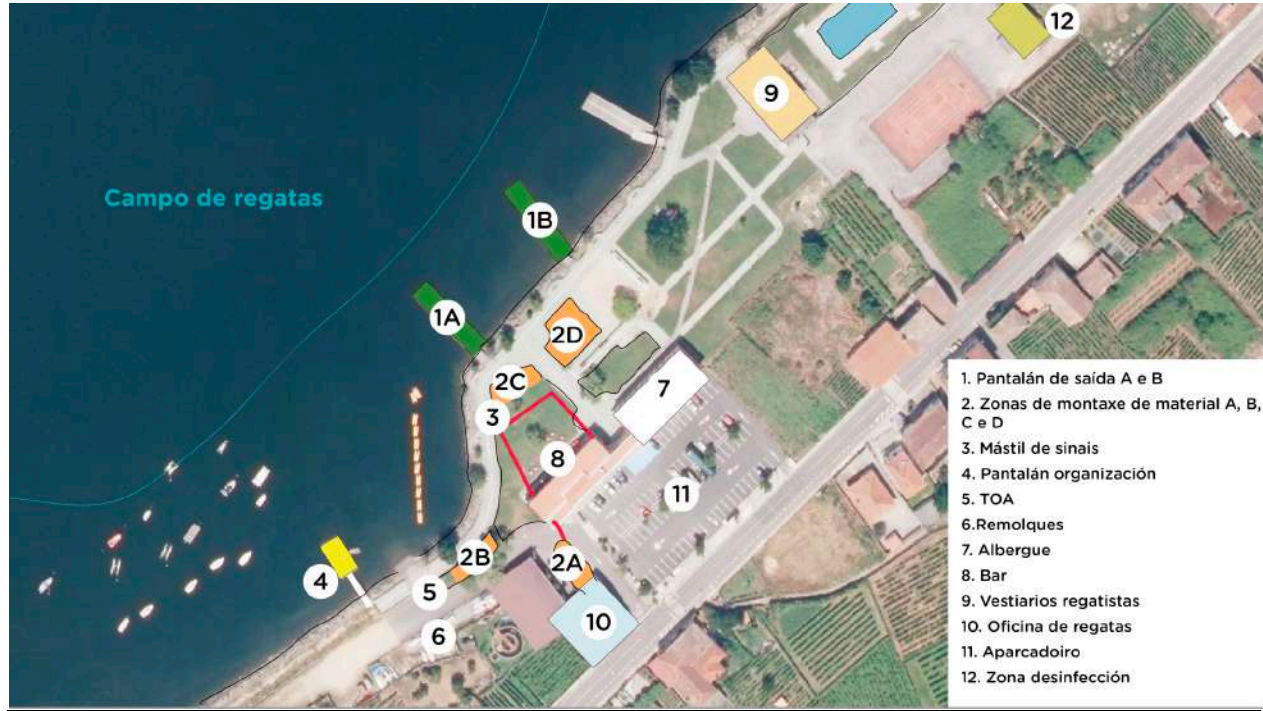 12
9
Campo de regatas
1B
1A
2D
2C
7
3
8
11
2B
2A
4
5
10
6
1. Pantalán de saída A e B
2. Zonas de montaxe de material A, B,
C e D
3. Mástil de sinais
4. Pantalán organización
5. TOA
6.Remolques
7. Albergue
8. Bar
9. Vestiarios regatistas
10. Oficina de regatas
11. Aparcadoiro
12. Zona desinfección